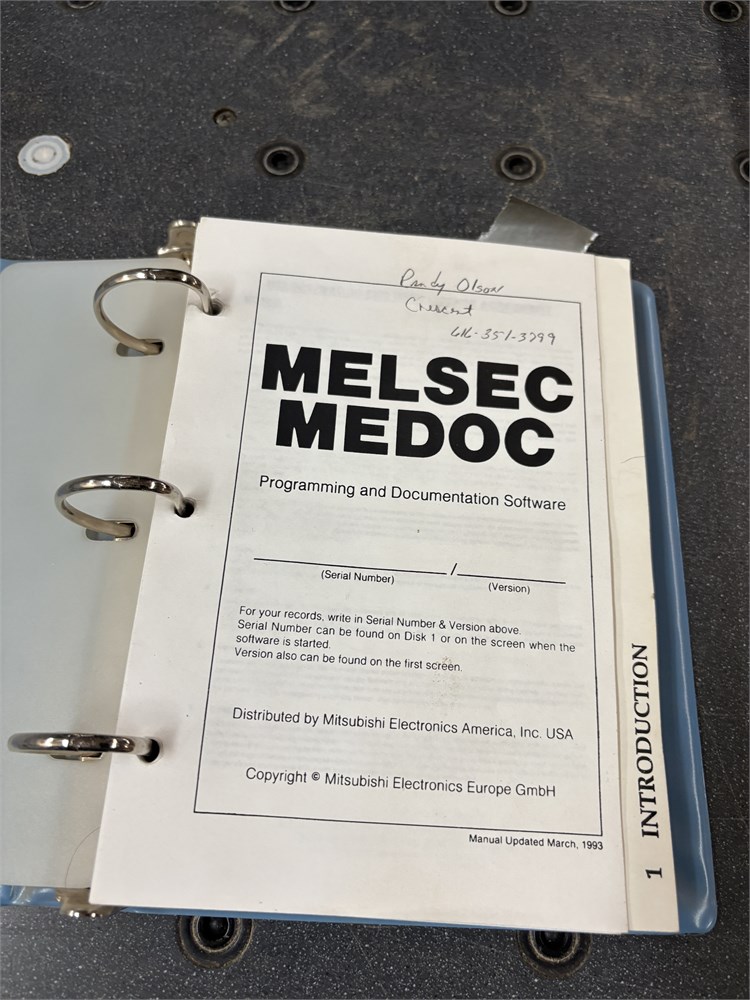 Randy Olson
Crescent
616-351-3799
MELSEC
MEDOC
Programming and Documentation Software
/
(Serial Number)
(Version)
For your records, write in Serial Number & Version above.
Serial Number can be found on Disk 1 or on the screen when the
software is started.
Version also can be found on the first screen.
Distributed by Mitsubishi Electronics America, Inc. USA
Copyright © Mitsubishi Electronics Europe GmbH
Manual Updated March, 1993
1 INTRODUCTION